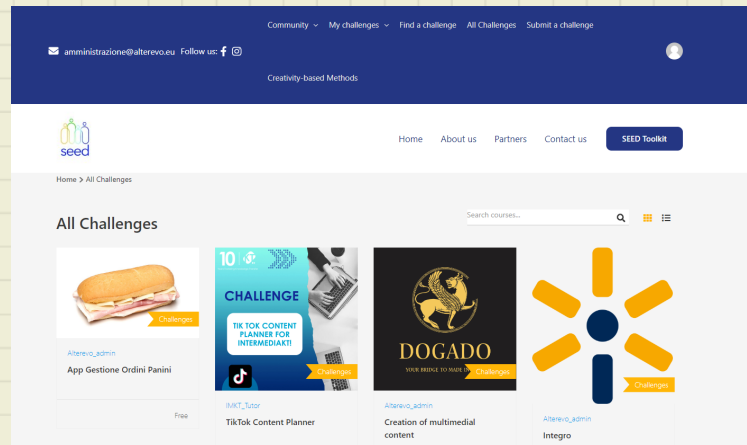 Community My challenges Find a challenge All Challenges Submit a challenge
amministrazione@alterevo.eu Follow us:
Creativity-based Methods
seed
Home About us Partners Contact us SEED Toolkit
Home > All Challenges
All Challenges
Search courses...
Challenges
Alterevo_admin
App Gestione Ordini Panini
Free
10
CHALLENGE
TIK TOK CONTENT
PLANNER FOR
INTERMEDIAKT!
Challenges
IMKT_Tutor
TikTok Content Planner
DOGADO
YOUR BRIDGE TO MADE IN
Challenges
Alterevo_admin
Creation of multimedial
content
Challenges
Alterevo_admin
Integro